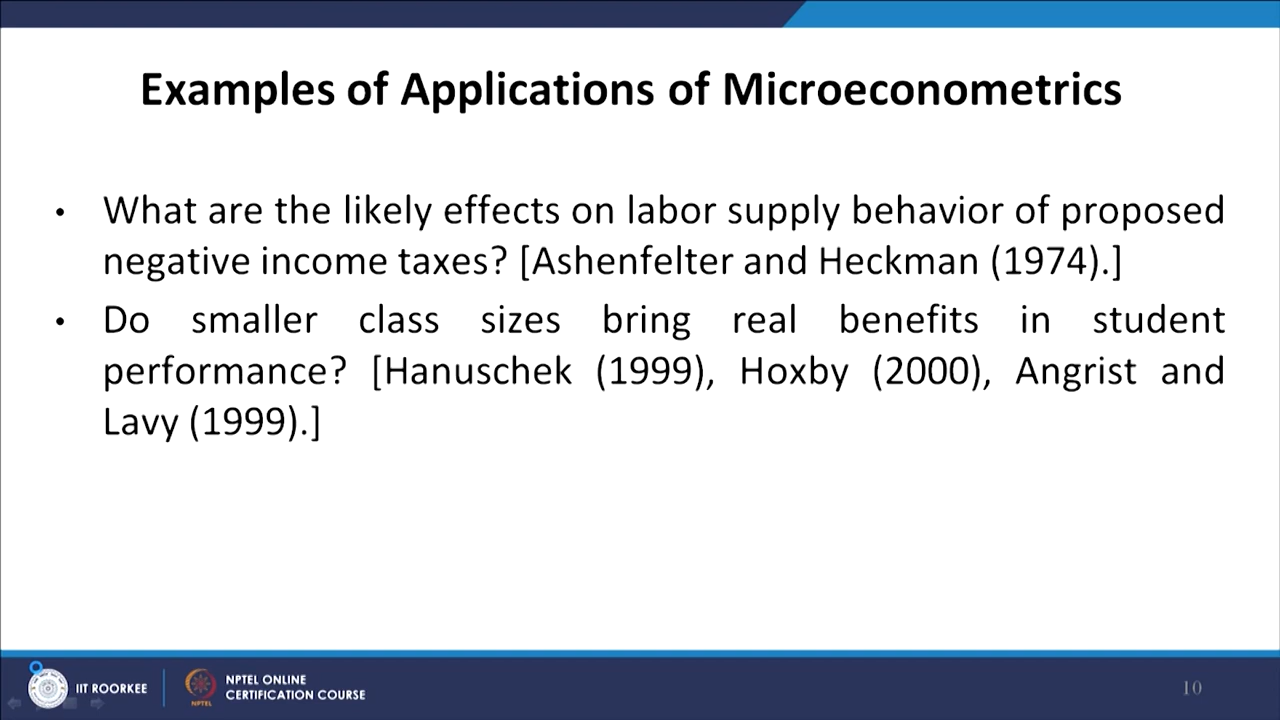 Examples of Applications of Microeconometrics
• What are the likely effects on labor supply behavior of proposed
negative income taxes? [Ashenfelter and Heckman (1974).]
• Do smaller class sizes bring real benefits in student
performance? [Hanuschek (1999), Hoxby (2000), Angrist and
Lavy (1999).]
IIT ROORKEE
NPTEL
NPTEL ONLINE
CERTIFICATION COURSE
10